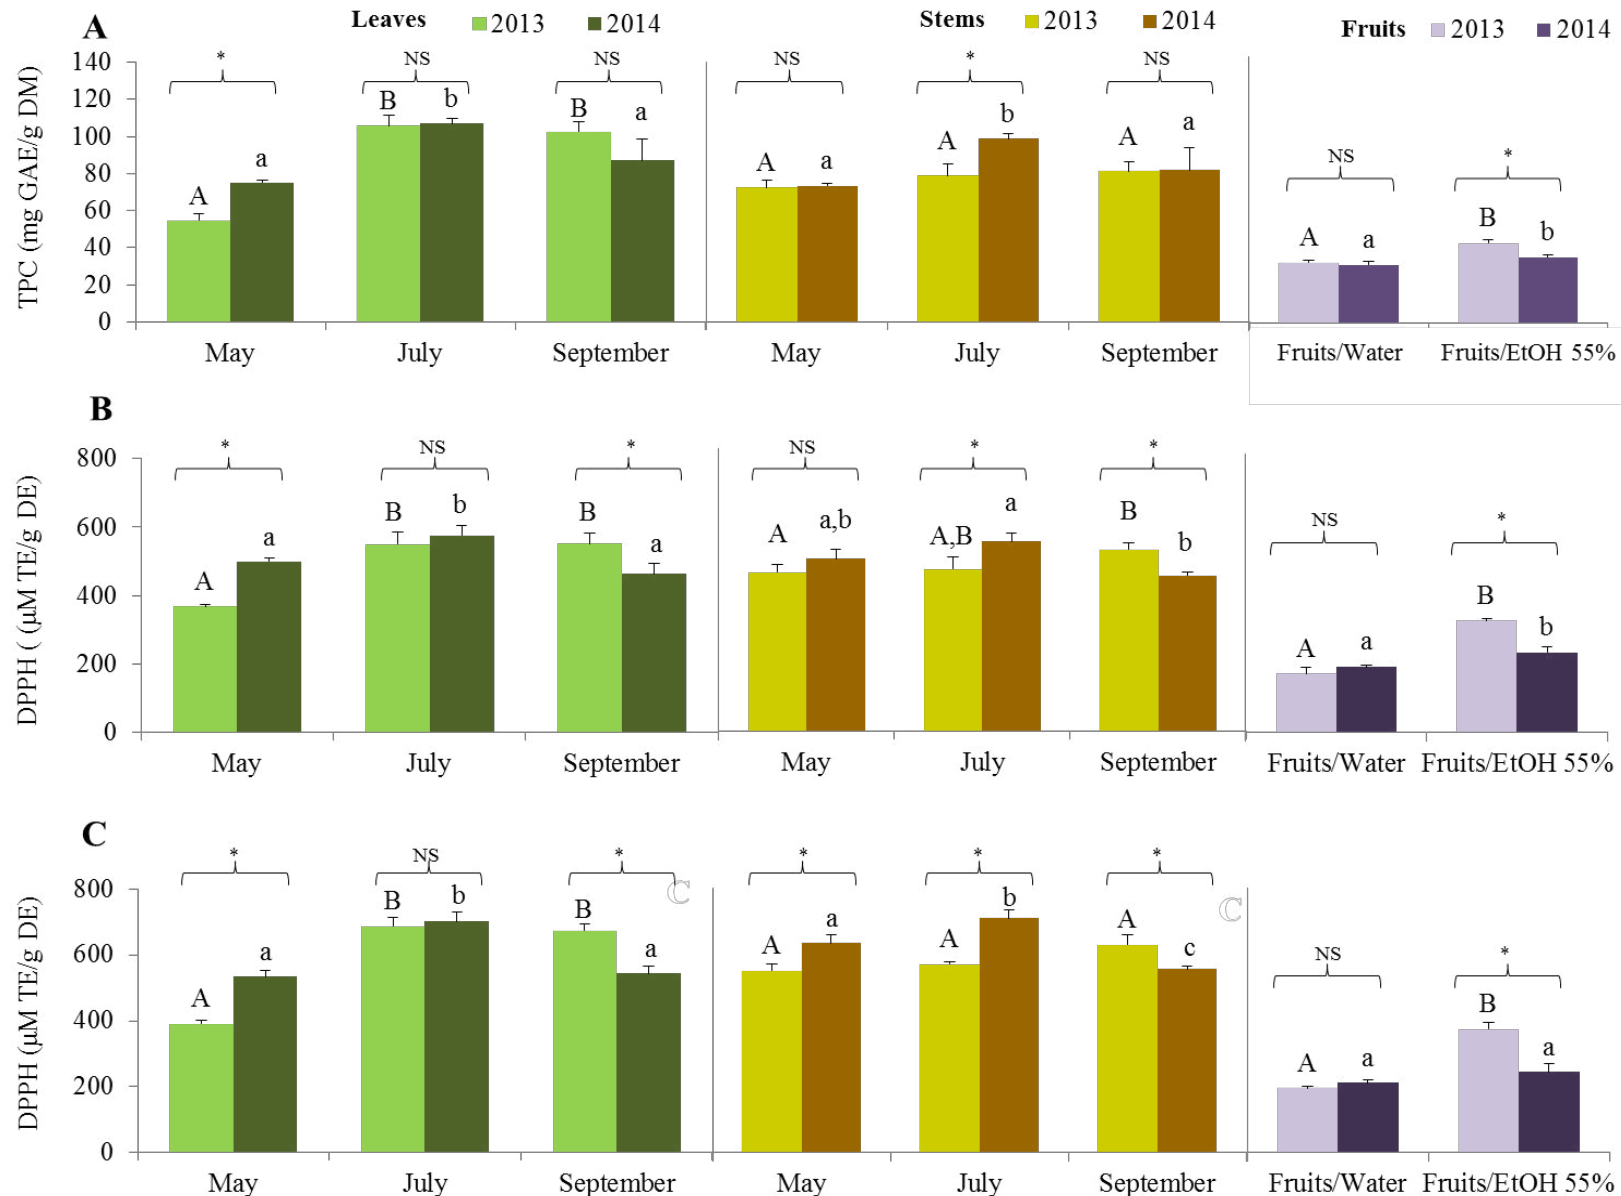 A
Leaves 2013 2014 Stems 2013 2014 Fruits 2013 2014
TPC (mg GAE/g DM)
140
120
100
80
60
40
20
0
* NS NS NS * NS NS *
A a B b B a A a A b A a A a B b
May July September May July September Fruits/Water Fruits/EtOH 55%
B
DPPH ( (µM TE/g DE)
800
600
400
200
0
* NS * NS * * NS *
A a B b B a A a,b A,B a B b A a B b
May July September May July September Fruits/Water Fruits/EtOH 55%
C
DPPH (µM TE/g DE)
800
600
400
200
0
* NS * * * * NS *
C C
A a B b B a A a A b A c A a B a
May July September May July September Fruits/Water Fruits/EtOH 55%